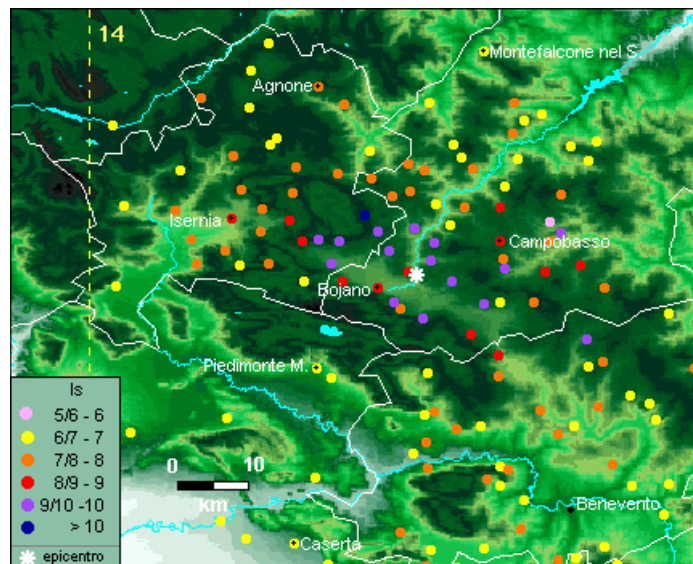 14
Montefalcone nel S.
Agnone
Isernia
Campobasso
Bojano
Piedimonte M.
Is
5/6 - 6
6/7 - 7
7/8 - 8
8/9 - 9
9/10 -10
> 10
epicentro
0 10
km
Benevento
Caserta